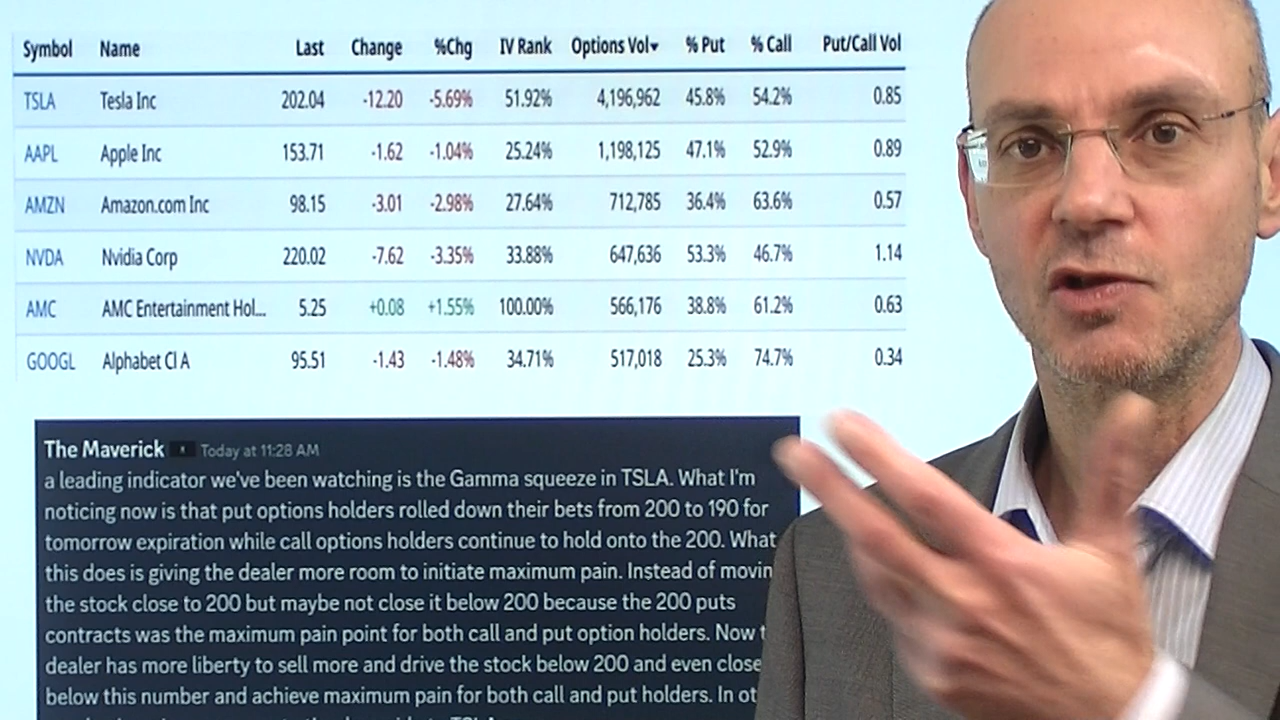 Symbol Name Last Change %Chg IV Rank Options Vol▾ % Put % Call Put/Call Vol
TSLA Tesla Inc 202.04 -12.20 -5.69% 51.92% 4,196,962 45.8% 54.2% 0.85
AAPL Apple Inc 153.71 -1.62 -1.04% 25.24% 1,198,125 47.1% 52.9% 0.89
AMZN Amazon.com Inc 98.15 -3.01 -2.98% 27.64% 712,785 36.4% 63.6% 0.57
NVDA Nvidia Corp 220.02 -7.62 -3.35% 33.88% 647,636 53.3% 46.7% 1.14
AMC AMC Entertainment Hol... 5.25 +0.08 +1.55% 100.00% 566,176 38.8% 61.2% 0.63
GOOGL Alphabet Cl A 95.51 -1.43 -1.48% 34.71% 517,018 25.3% 74.7% 0.34
The Maverick Today at 11:28 AM
a leading indicator we've been watching is the Gamma squeeze in TSLA. What I'm
noticing now is that put options holders rolled down their bets from 200 to 190 for
tomorrow expiration while call options holders continue to hold onto the 200. What
this does is giving the dealer more room to initiate maximum pain. Instead of movin
the stock close to 200 but maybe not close it below 200 because the 200 puts
contracts was the maximum pain point for both call and put option holders. Now
dealer has more liberty to sell more and drive the stock below 200 and even close
below this number and achieve maximum pain for both call and put holders. In